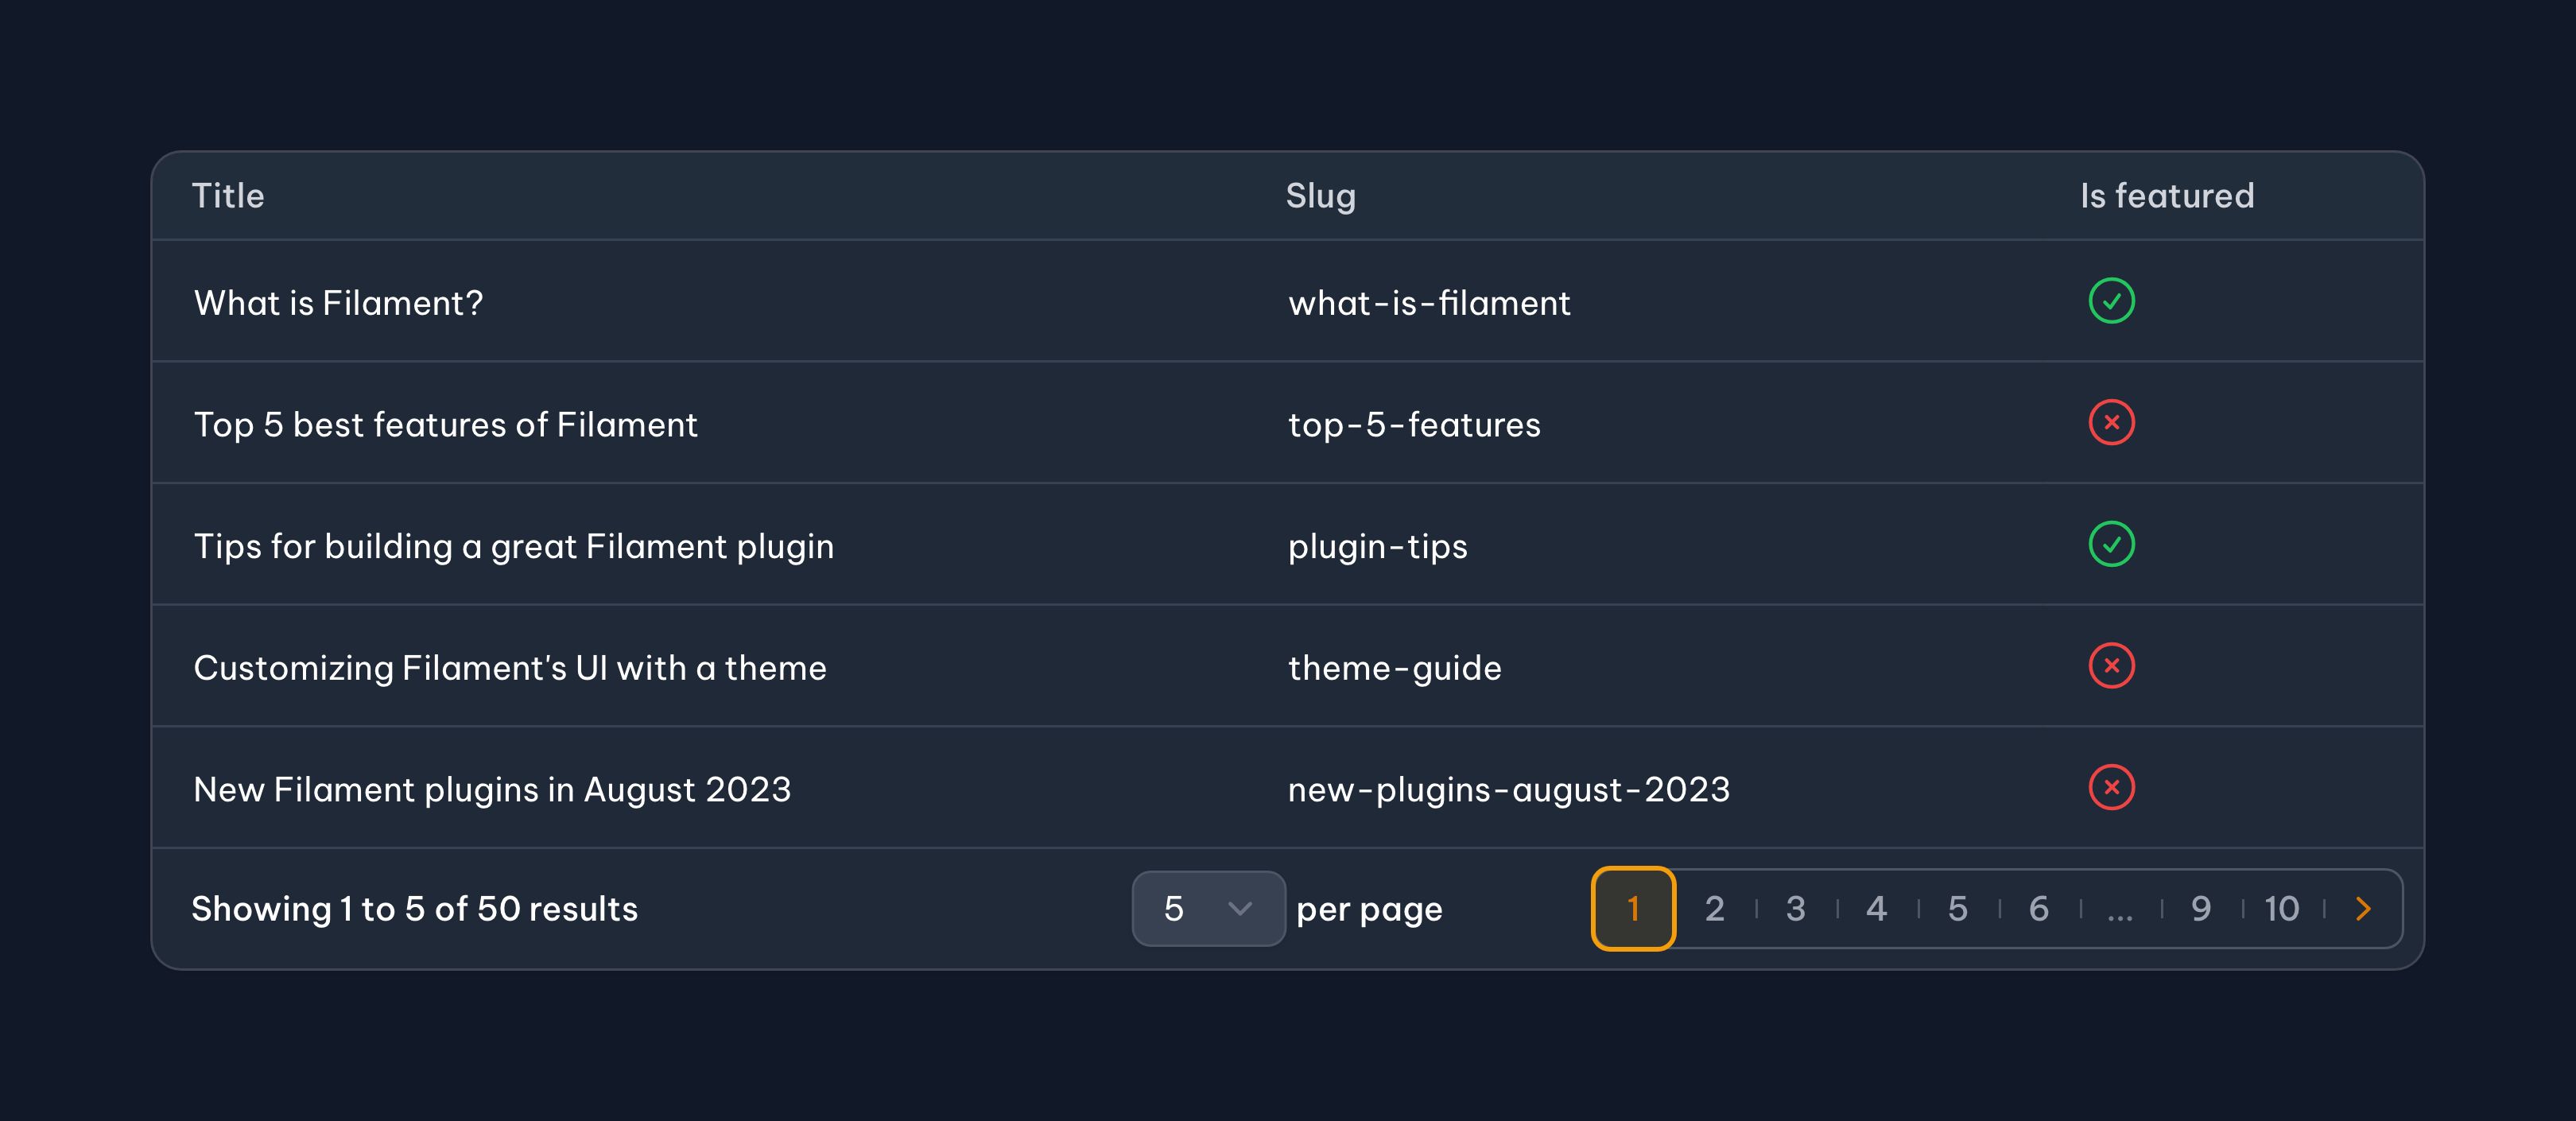 Title Slug Is featured
What is Filament? what-is-filament
Top 5 best features of Filament top-5-features
Tips for building a great Filament plugin plugin-tips
Customizing Filament's UI with a theme theme-guide
New Filament plugins in August 2023 new-plugins-august-2023
Showing 1 to 5 of 50 results 5 per page 1 2 3 4 5 6 ... 9 10